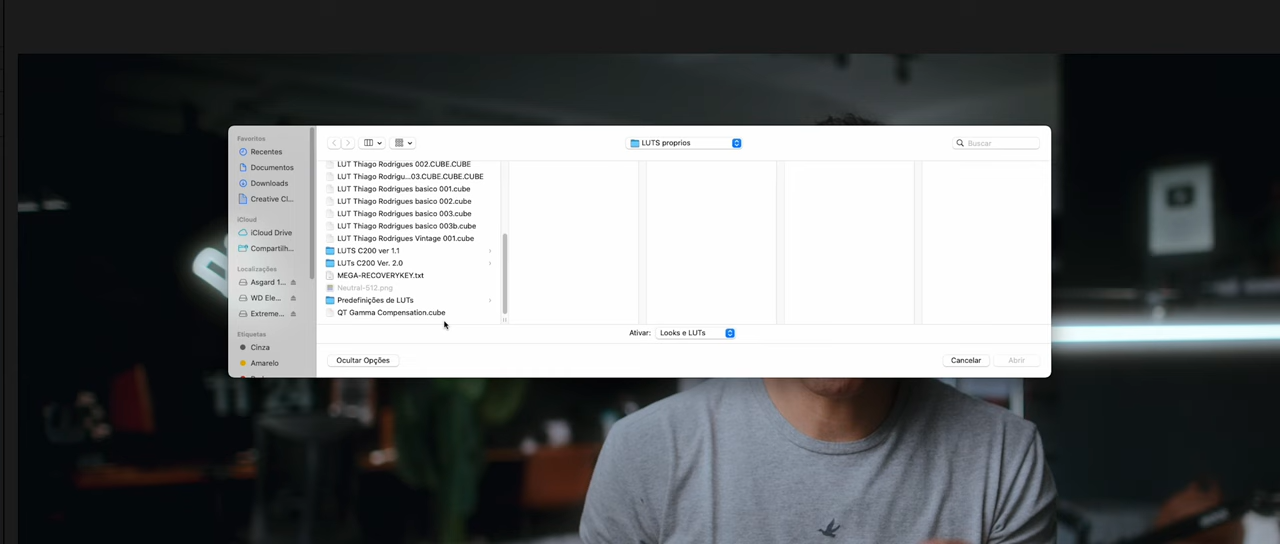 Favoritos
Recentes
Documentos
Downloads
Creative Cl...
iCloud
iCloud Drive
Compartilh...
Localizações
Asgard 1...
WD Ele...
Extreme...
Etiquetas
Cinza
Amarelo
LUTS proprios
Buscar
LUT Thiago Rodrigues 002.CUBE.CUBE
LUT Thiago Rodrigu...03.CUBE.CUBE.CUBE
LUT Thiago Rodrigues basico 001.cube
LUT Thiago Rodrigues basico 002.cube
LUT Thiago Rodrigues basico 003.cube
LUT Thiago Rodrigues basico 003b.cube
LUT Thiago Rodrigues Vintage 001.cube
LUTS C200 ver 1.1
LUTs C200 Ver. 2.0
MEGA-RECOVERYKEY.txt
Neutral-512.png
Predefinições de LUTs
QT Gamma Compensation.cube
Ativar: Looks e LUTs
Ocultar Opções
Cancelar
Abrir